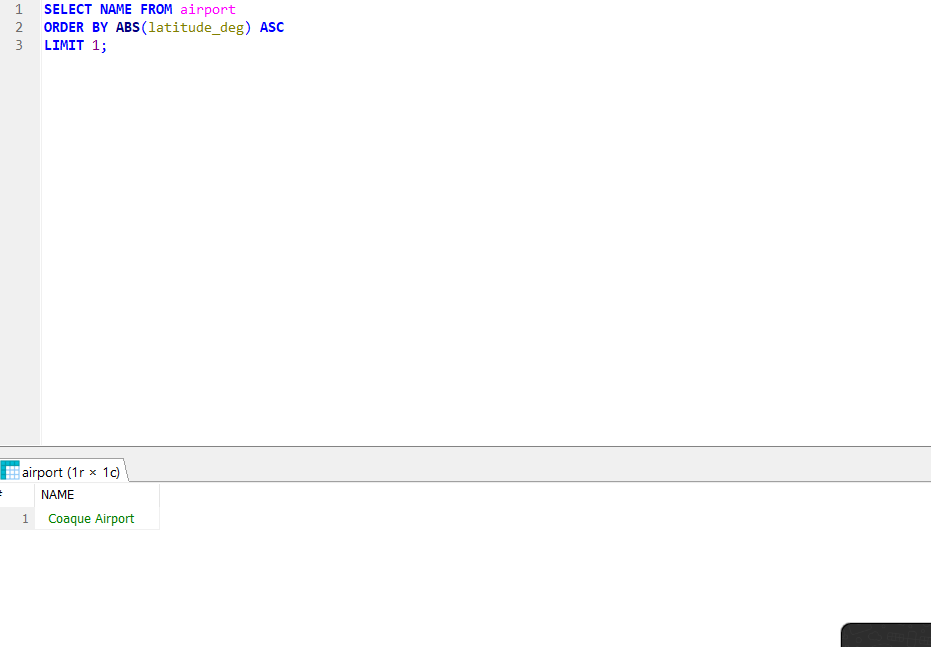 1 SELECT NAME FROM airport
2 ORDER BY ABS(latitude_deg) ASC
3 LIMIT 1;
airport (1r × 1c)
# NAME
1 Coaque Airport